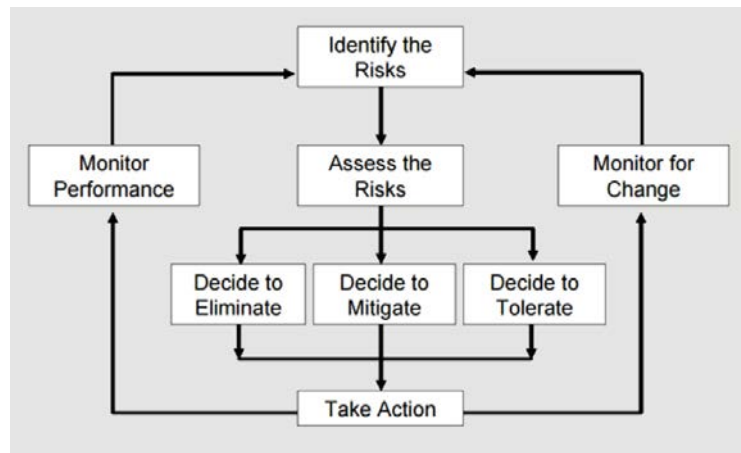 Identify the
Risks
Monitor
Performance
Assess the
Risks
Monitor for
Change
Decide to
Eliminate
Decide to
Mitigate
Decide to
Tolerate
Take Action